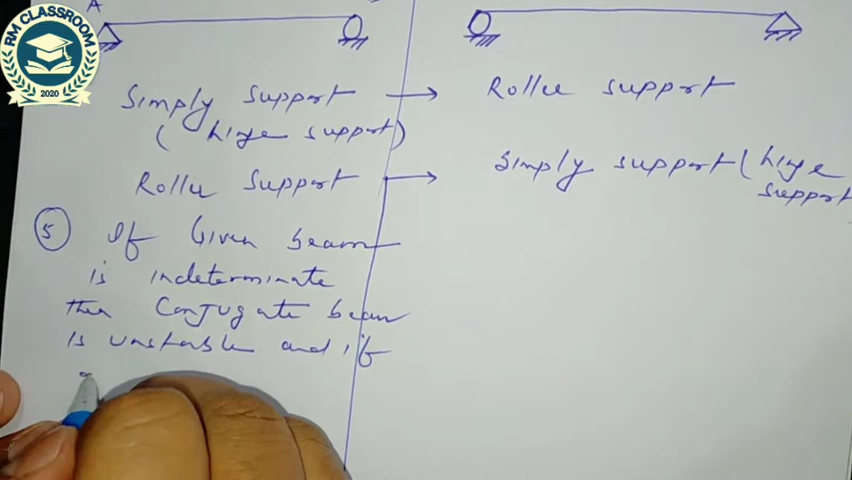 RM CLASSROOM
2020
A
Simply support → Roller support
( hinge support)
Roller support → Simply support ( hinge
support
5 If Given beam
is indeterminate
then Conjugate beam
is unstable and if